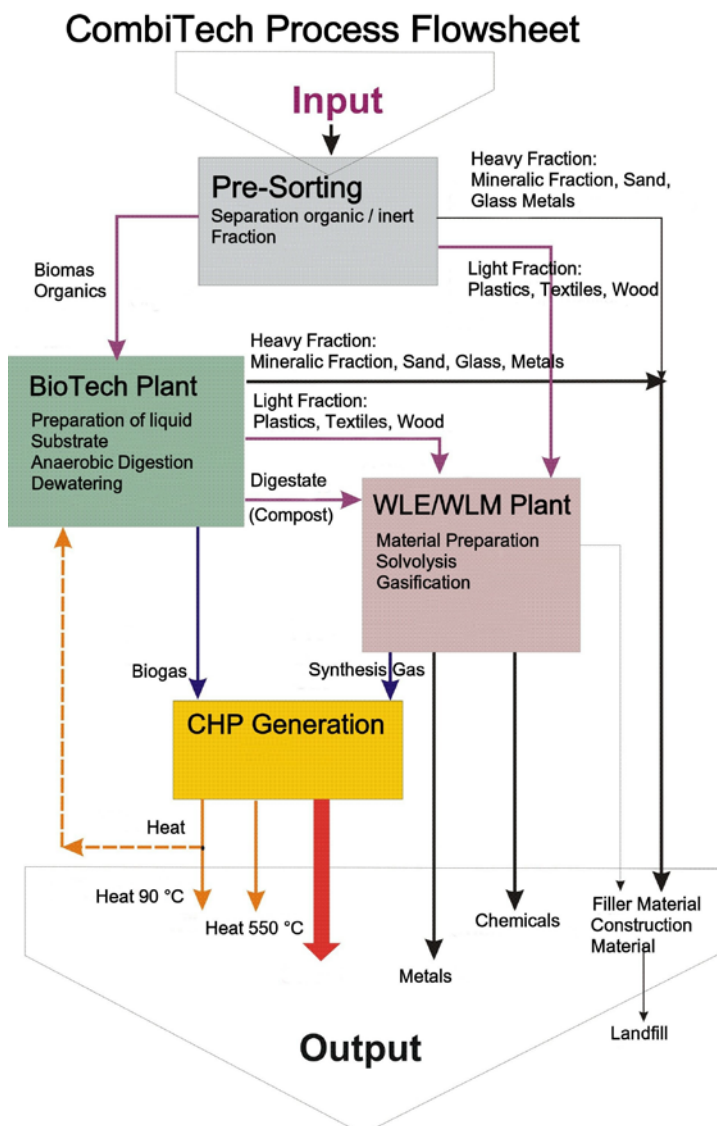 CombiTech Process Flowsheet
Input
Pre-Sorting
Separation organic / inert
Fraction
Heavy Fraction:
Mineralic Fraction, Sand,
Glass Metals
Biomas
Organics
Light Fraction:
Plastics, Textiles, Wood
BioTech Plant
Preparation of liquid
Substrate
Anaerobic Digestion
Dewatering
Heavy Fraction:
Mineralic Fraction, Sand, Glass, Metals
Light Fraction:
Plastics, Textiles, Wood
Digestate
(Compost)
WLE/WLM Plant
Material Preparation
Solvolysis
Gasification
Biogas
Synthesis Gas
CHP Generation
Heat
Heat 90 °C
Heat 550 °C
Metals
Chemicals
Filler Material
Construction
Material
Landfill
Output